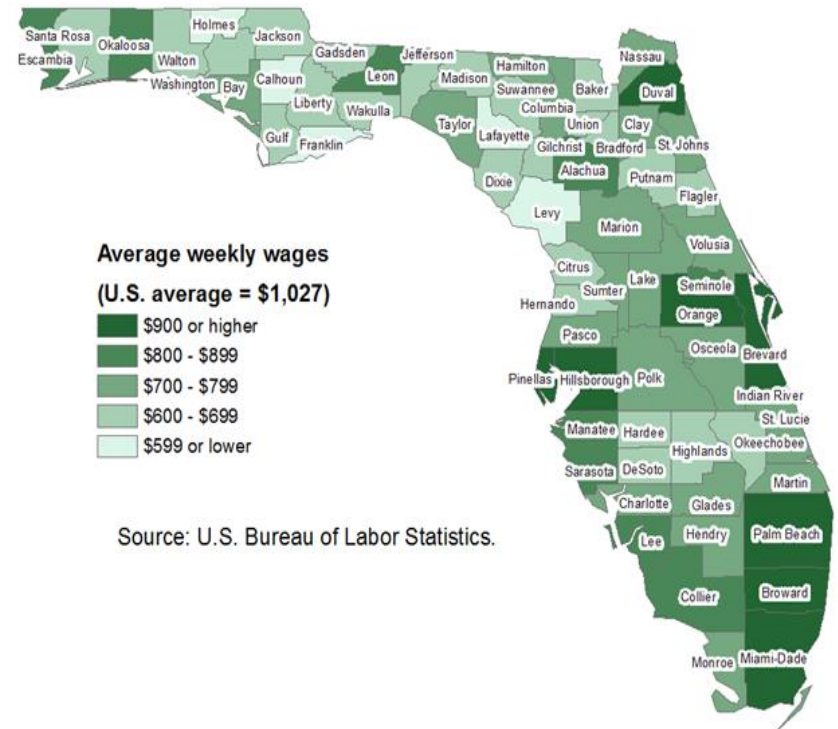 Holmes
Santa Rosa
Okaloosa
Jackson
Escambia
Walton
Washington
Bay
Calhoun
Gadsden
Liberty
Leon
Jefferson
Wakulla
Gulf
Franklin
Madison
Hamilton
Suwannee
Columbia
Taylor
Lafayette
Baker
Nassau
Duval
Union
Clay
Gilchrist
Bradford
St. Johns
Alachua
Putnam
Dixie
Flagler
Levy
Marion
Volusia
Average weekly wages
(U.S. average = $1,027)
$900 or higher
$800 - $899
$700 - $799
$600 - $699
$599 or lower
Citrus
Sumter
Lake
Seminole
Hernando
Orange
Pasco
Osceola
Brevard
Pinellas
Hillsborough
Polk
Indian River
Manatee
Hardee
St. Lucie
Highlands
Okeechobee
Sarasota
DeSoto
Martin
Charlotte
Glades
Lee
Hendry
Palm Beach
Collier
Broward
Monroe
Miami-Dade
Source: U.S. Bureau of Labor Statistics.